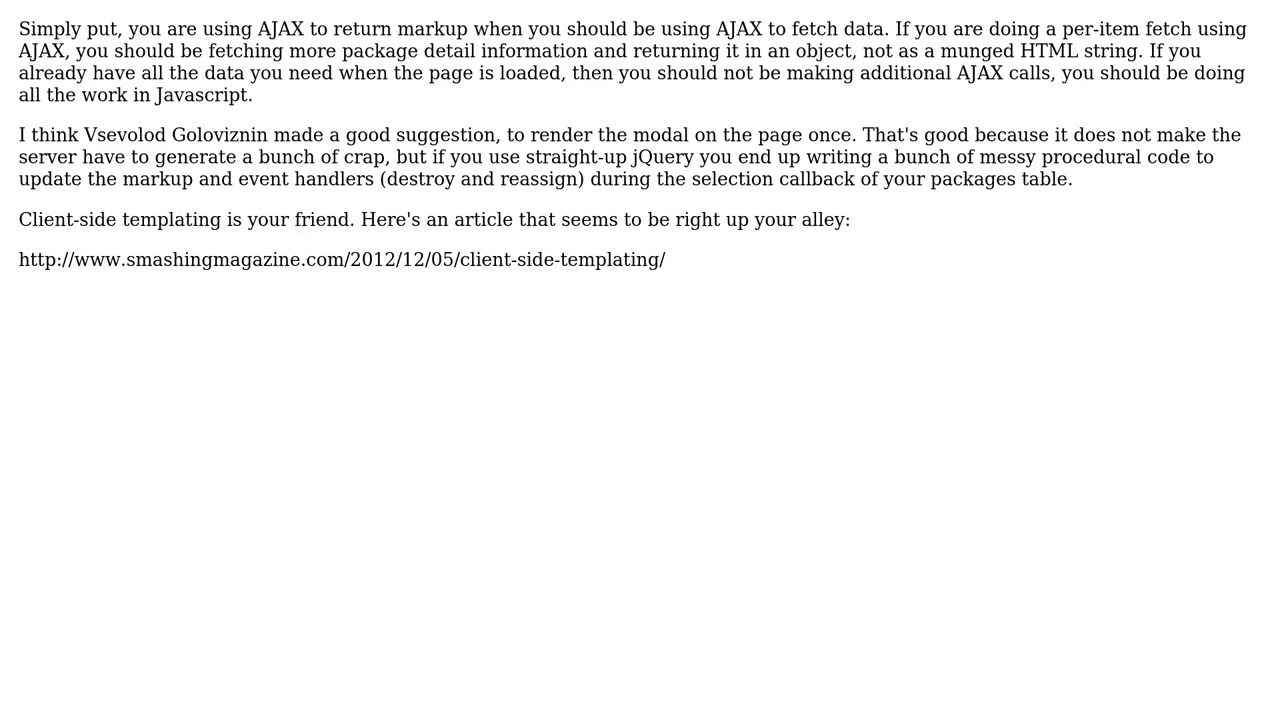 Simply put, you are using AJAX to return markup when you should be using AJAX to fetch data. If you are doing a per-item fetch using
AJAX, you should be fetching more package detail information and returning it in an object, not as a munged HTML string. If you
already have all the data you need when the page is loaded, then you should not be making additional AJAX calls, you should be doing
all the work in Javascript.
I think Vsevolod Goloviznin made a good suggestion, to render the modal on the page once. That's good because it does not make the
server have to generate a bunch of crap, but if you use straight-up jQuery you end up writing a bunch of messy procedural code to
update the markup and event handlers (destroy and reassign) during the selection callback of your packages table.
Client-side templating is your friend. Here's an article that seems to be right up your alley:
http://www.smashingmagazine.com/2012/12/05/client-side-templating/